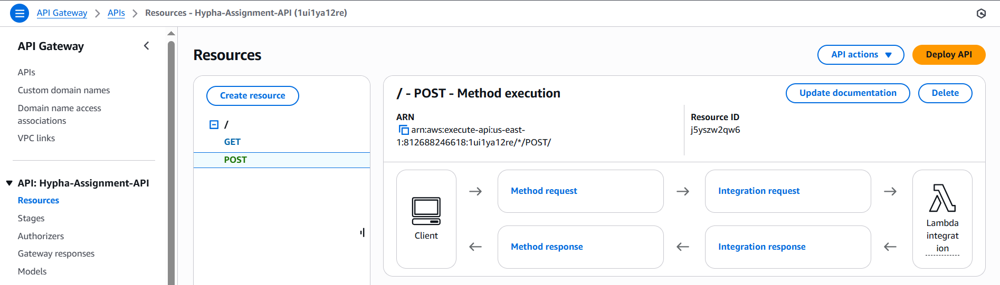 API Gateway > APIs > Resources - Hypha-Assignment-API (1ui1ya12re)
API Gateway
APIs
Custom domain names
Domain name access
associations
VPC links
API: Hypha-Assignment-API
Resources
Stages
Authorizers
Gateway responses
Models
Resources
API actions
Deploy API
Create resource
/
GET
POST
/ - POST - Method execution
Update documentation
Delete
ARN
arn:aws:execute-api:us-east-
1:812688246618:1ui1ya12re/*/POST/
Resource ID
j5yszw2qw6
Client
Method request
Integration request
Method response
Integration response
Lambda
integrat
ion